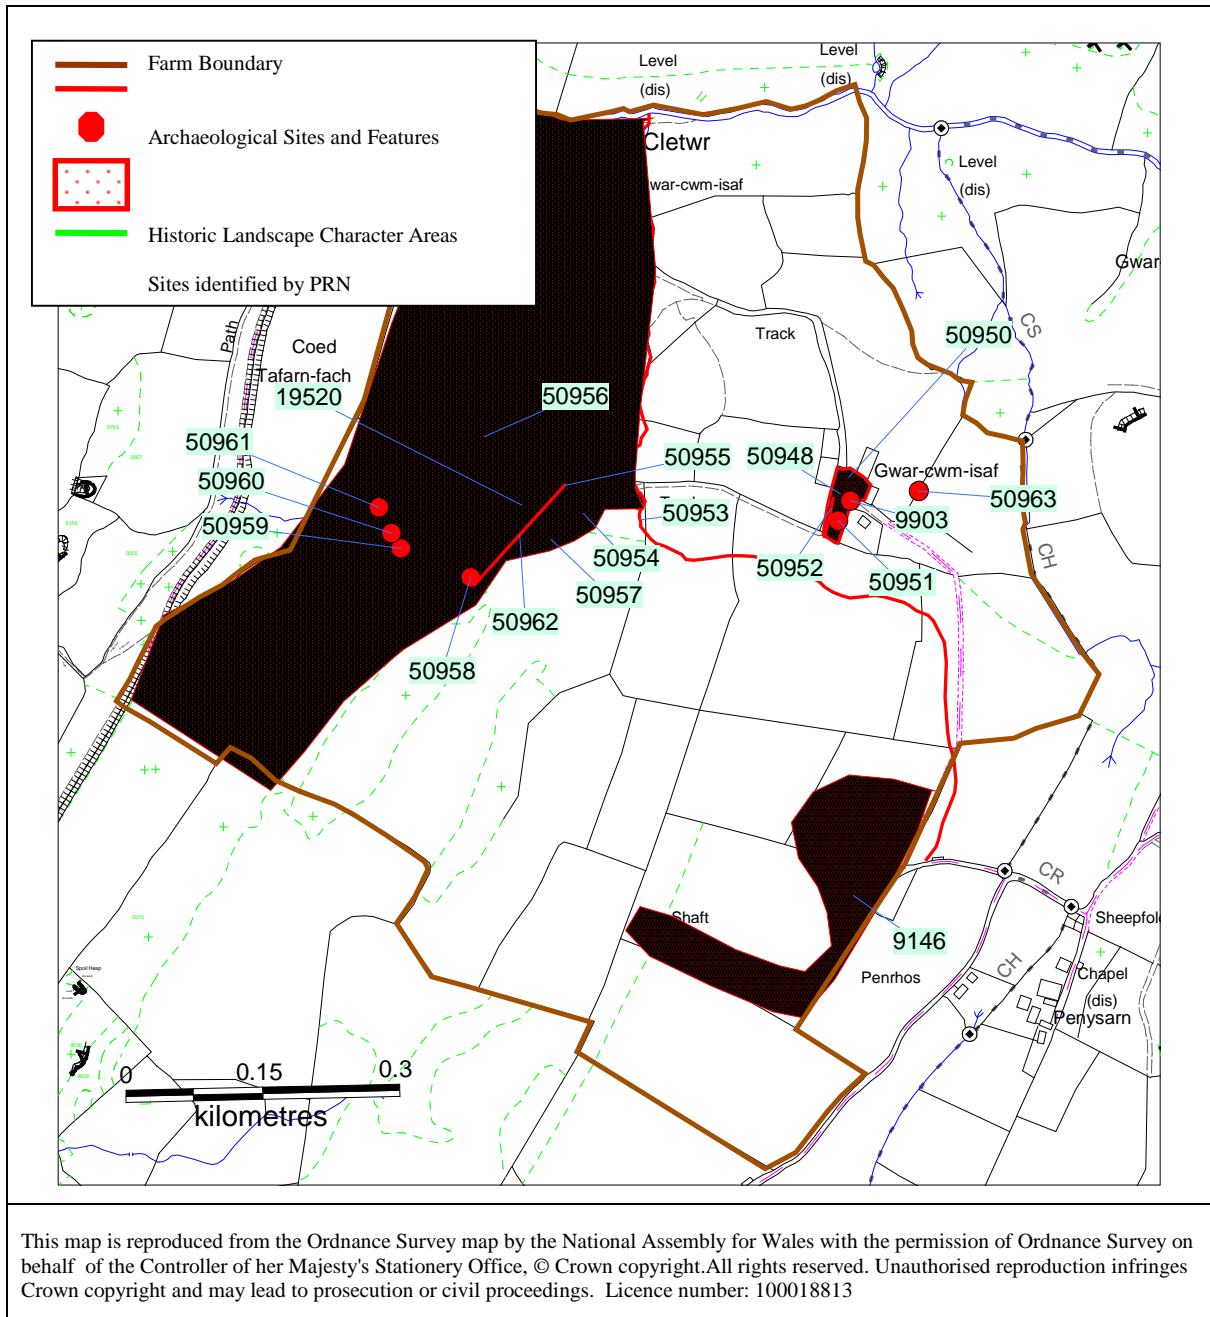 Farm Boundary
Archaeological Sites and Features
Historic Landscape Character Areas
Sites identified by PRN
Level
(dis)
Level
(dis)
Cletwr
war-cwm-isaf
Level
(dis)
Gwar
CS
Path
Coed
Tafarn-fach
Track
50950
19520
50956
50961
50955
50948
Gwar-cwm-isaf
50960
50963
50959
50953
9903
50954
50952
50951
CH
50957
50962
50958
Shaft
9146
CR
Sheepfold
Penrhos
CH
Chapel
(dis)
Penysarn
Spoil Heap
0 0.15 0.3
kilometres
This map is reproduced from the Ordnance Survey map by the National Assembly for Wales with the permission of Ordnance Survey on
behalf of the Controller of her Majesty's Stationery Office, © Crown copyright.All rights reserved. Unauthorised reproduction infringes
Crown copyright and may lead to prosecution or civil proceedings. Licence number: 100018813